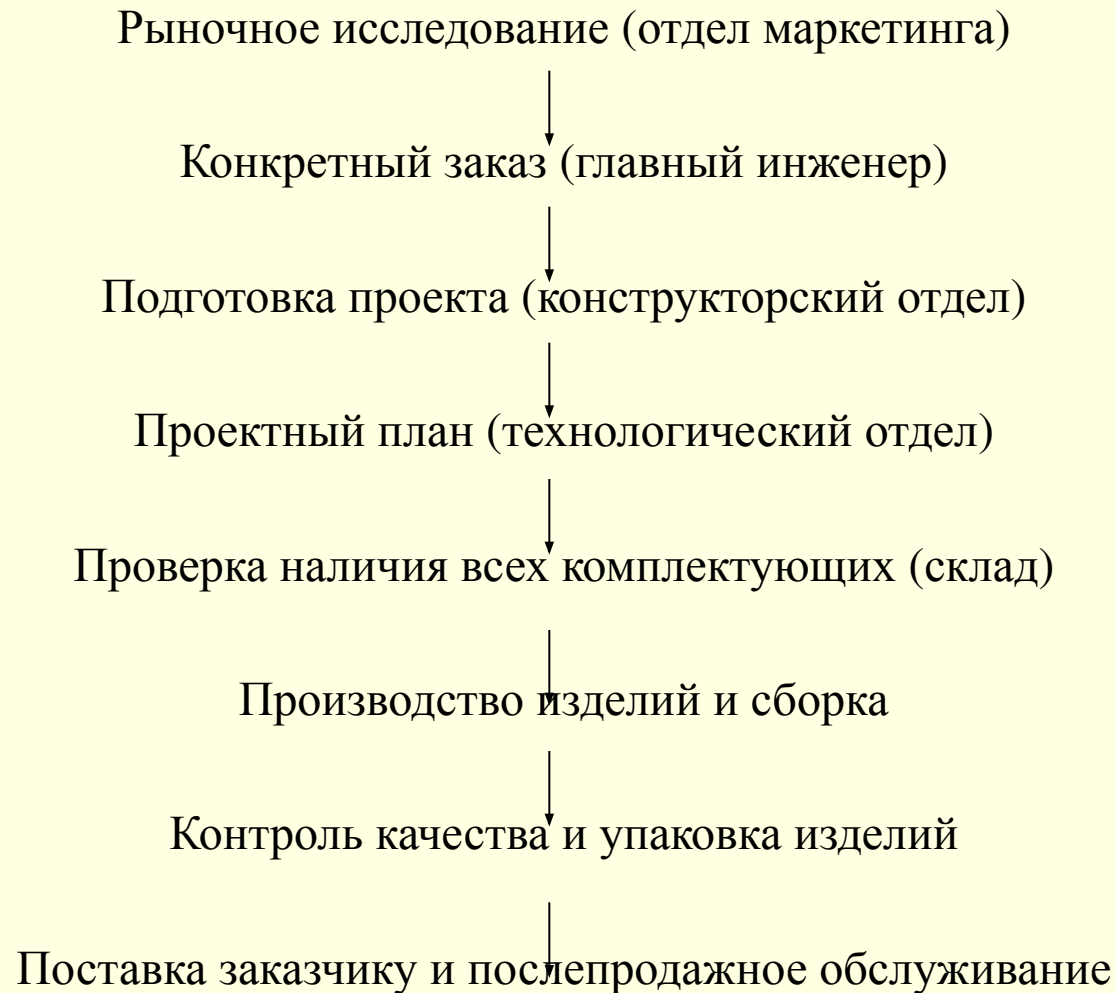 Рыночное исследование (отдел маркетинга)
Конкретный заказ (главный инженер)
Подготовка проекта (конструкторский отдел)
Проектный план (технологический отдел)
Проверка наличия всех комплектующих (склад)
Производство изделий и сборка
Контроль качества и упаковка изделий
Поставка заказчику и послепродажное обслуживание